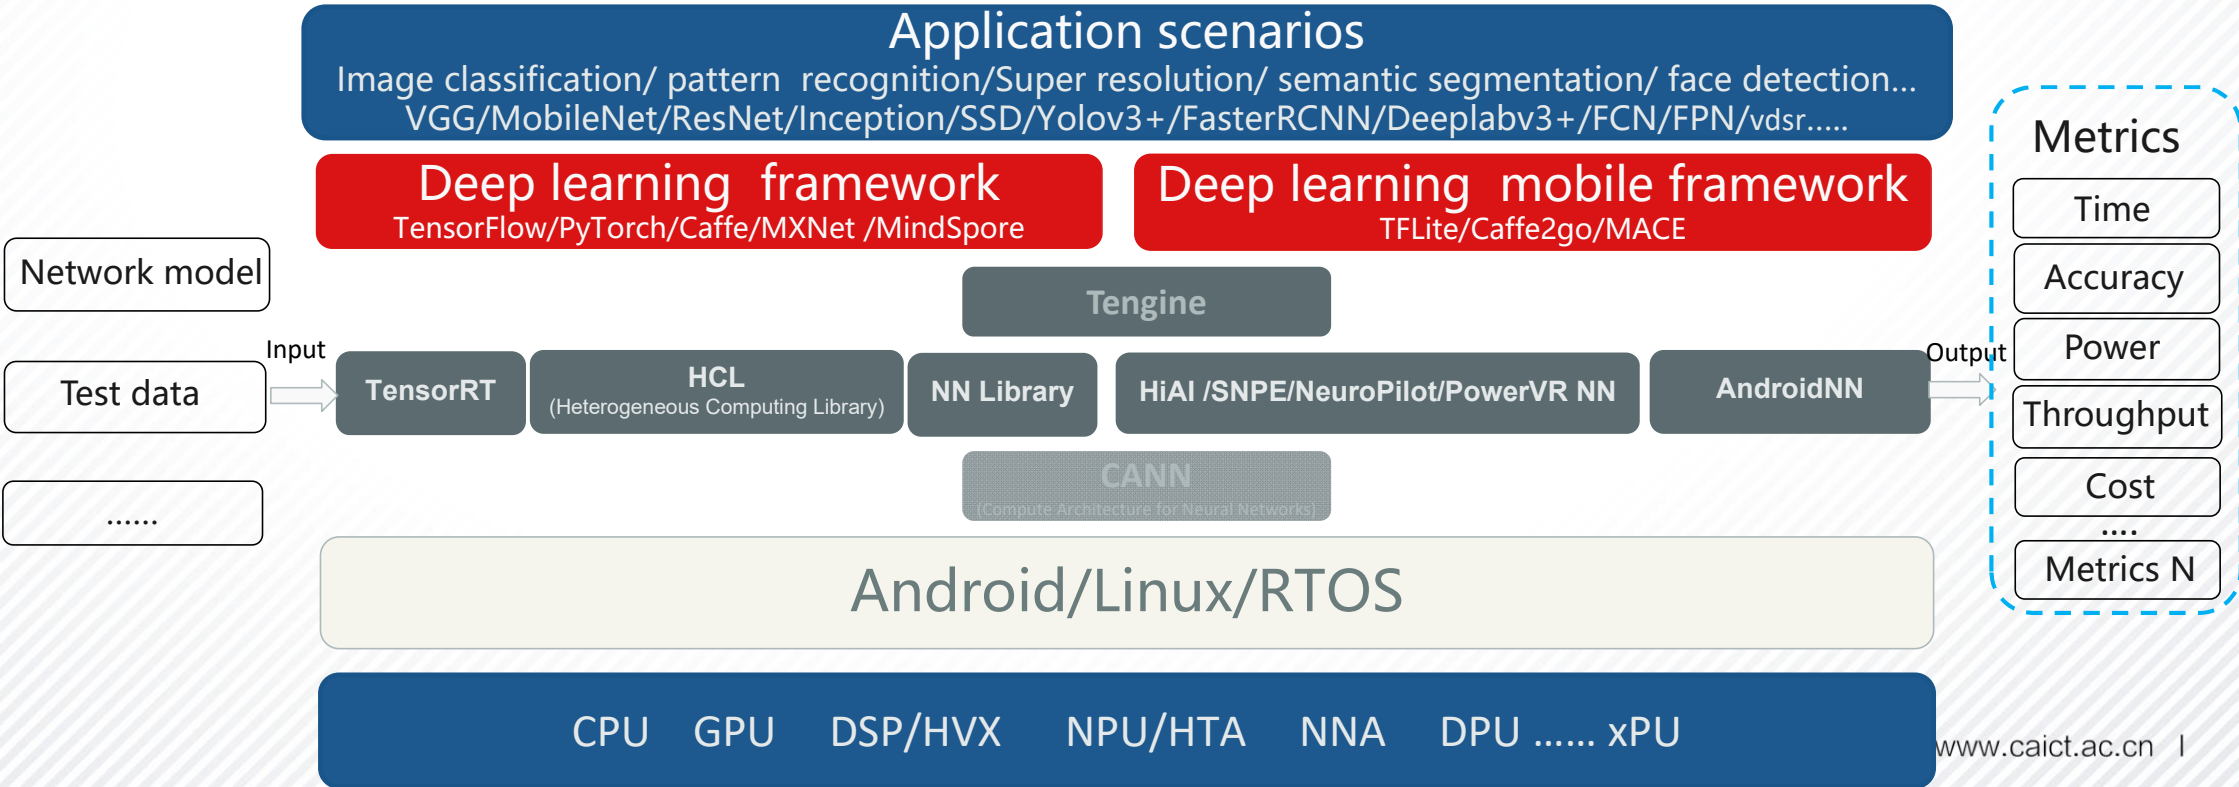 Application scenarios
Image classification/ pattern recognition/Super resolution/ semantic segmentation/ face detection...
VGG/MobileNet/ResNet/Inception/SSD/Yolov3+/FasterRCNN/Deeplabv3+/FCN/FPN/vdsr.....
Deep learning framework
TensorFlow/PyTorch/Caffe/MXNet /MindSpore
Deep learning mobile framework
TFLite/Caffe2go/MACE
Network model
Test data
......
Input
Tengine
TensorRT
HCL
(Heterogeneous Computing Library)
NN Library
HiAI /SNPE/NeuroPilot/PowerVR NN
AndroidNN
CANN
(Compute Architecture for Neural Networks)
Android/Linux/RTOS
CPU GPU DSP/HVX NPU/HTA NNA DPU ...... xPU
Output
Metrics
Time
Accuracy
Power
Throughput
Cost
....
Metrics N
www.caict.ac.cn |